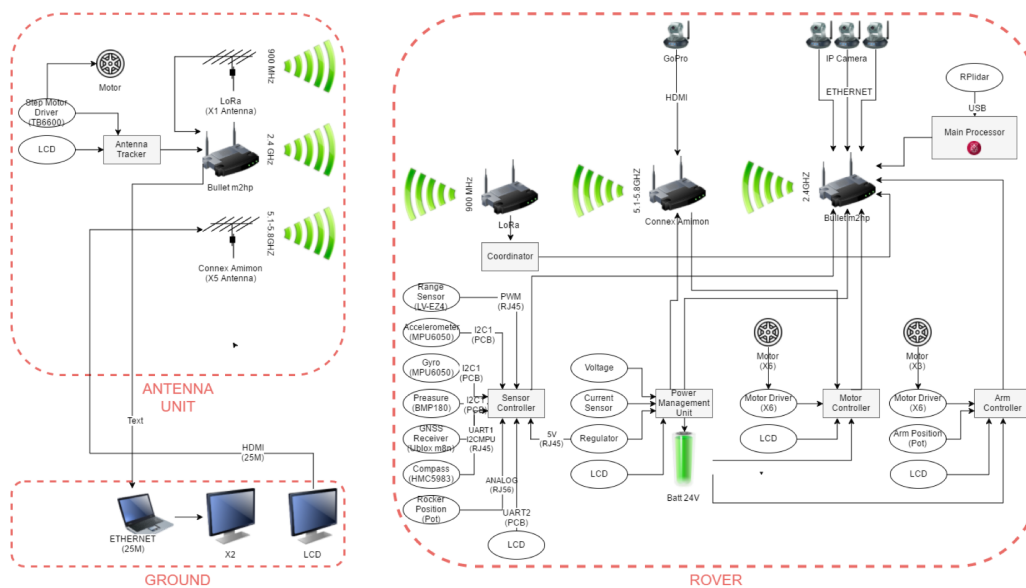 Motor
Step Motor
Driver
(TB6600)
LCD
Antenna
Tracker
LoRa
(X1 Antenna)
900 MHz
2.4 GHz
Bullet m2hp
5.1-5.8GHZ
Connex Amimon
(X5 Antenna)
ANTENNA
UNIT
Text
HDMI
(25M)
ETHERNET
(25M)
X2
LCD
GROUND
GoPro
HDMI
IP Camera
ETHERNET
RPlidar
USB
Main Processor
900 MHz
LoRa
5.1-5.8GHZ
Connex Amimon
2.4GHZ
Bullet m2hp
Coordinator
Range
Sensor
(LV-EZ4)
PWM
(RJ45)
Accelerometer
(MPU6050)
I2C1
(PCB)
Gyro
(MPU6050)
I2C1
(PCB)
Preasure
(BMP180)
I2C1
(PCB)
GNSS
Receiver
(Ublox m8n)
UART1
I2CMPU
(RJ45)
Compass
(HMC5983)
Rocker
Position
(Pot)
ANALOG
(RJ56)
UART2
(PCB)
LCD
Sensor
Controller
5V
(RJ45)
Voltage
Current
Sensor
Regulator
LCD
Power
Management
Unit
Batt 24V
Motor
(X6)
Motor Driver
(X6)
LCD
Motor
Controller
Motor
(X3)
Motor Driver
(X6)
Arm Position
(Pot)
LCD
Arm
Controller
ROVER